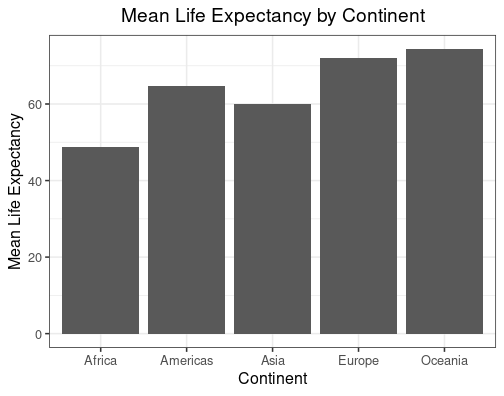 Mean Life Expectancy by Continent
Mean Life Expectancy
60
40
20
0
Africa Americas Asia Europe Oceania
Continent